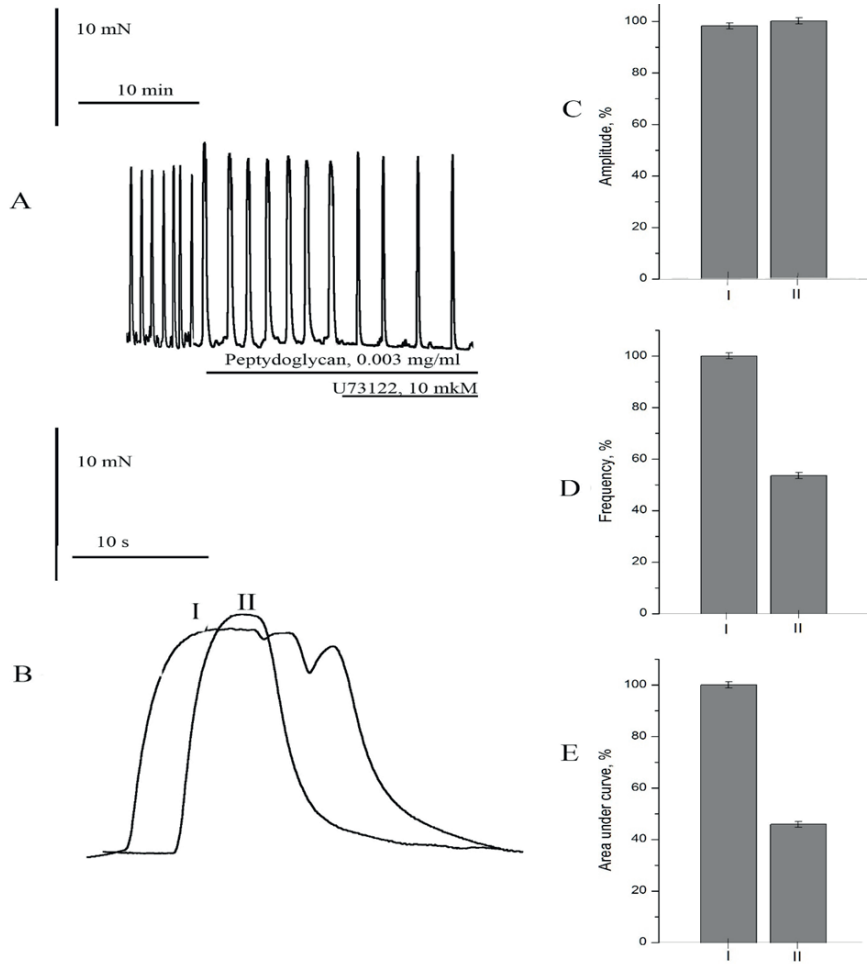 10 mN
10 min
A
Peptydoglycan, 0.003 mg/ml
U73122, 10 mkM
10 mN
10 s
I
II
B
C
Amplitude, %
100
80
60
40
20
0
I
II
D
Frequency, %
100
80
60
40
20
0
I
II
E
Area under curve, %
100
80
60
40
20
0
I
II